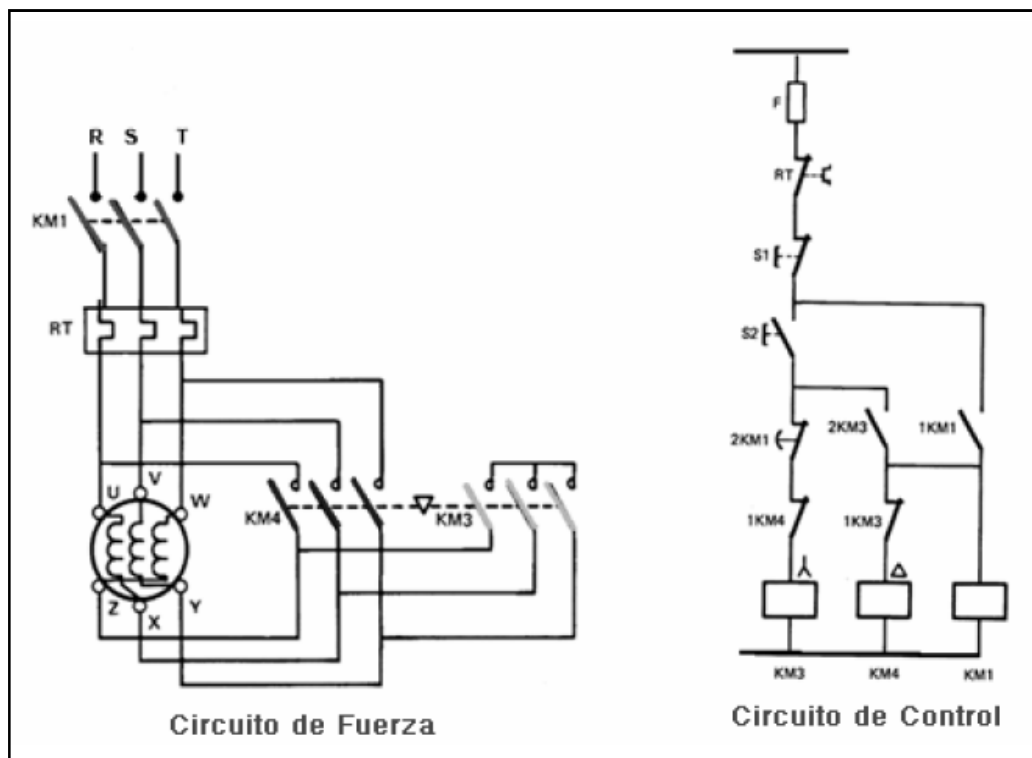 R S T
KM1
RT
U V W
KM4
KM3
Z X Y
Circuito de Fuerza
F
RT
S1
S2
2KM1
2KM3
1KM1
1KM4
1KM3
KM3 KM4 KM1
Circuito de Control